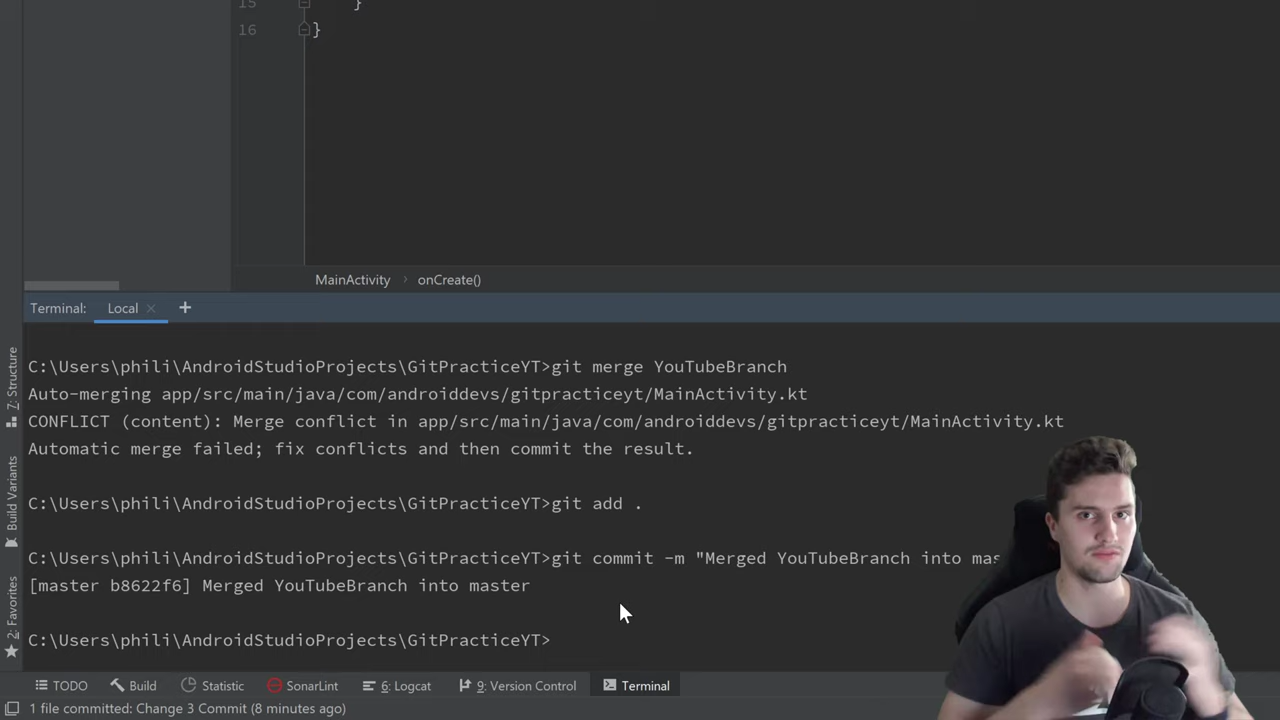 15
}
16
}
MainActivity
onCreate()
Terminal:
Local
+
C:\Users\phili\AndroidStudioProjects\GitPracticeYT>git merge YouTubeBranch
Auto-merging app/src/main/java/com/androiddevs/gitpracticeyt/MainActivity.kt
CONFLICT (content): Merge conflict in app/src/main/java/com/androiddevs/gitpracticeyt/MainActivity.kt
Automatic merge failed; fix conflicts and then commit the result.
C:\Users\phili\AndroidStudioProjects\GitPracticeYT>git add .
C:\Users\phili\AndroidStudioProjects\GitPracticeYT>git commit -m "Merged YouTubeBranch into mas
[master b8622f6] Merged YouTubeBranch into master
C:\Users\phili\AndroidStudioProjects\GitPracticeYT>
7: Structure
Build Variants
2: Favorites
TODO
Build
Statistic
SonarLint
6: Logcat
9: Version Control
Terminal
1 file committed: Change 3 Commit (8 minutes ago)